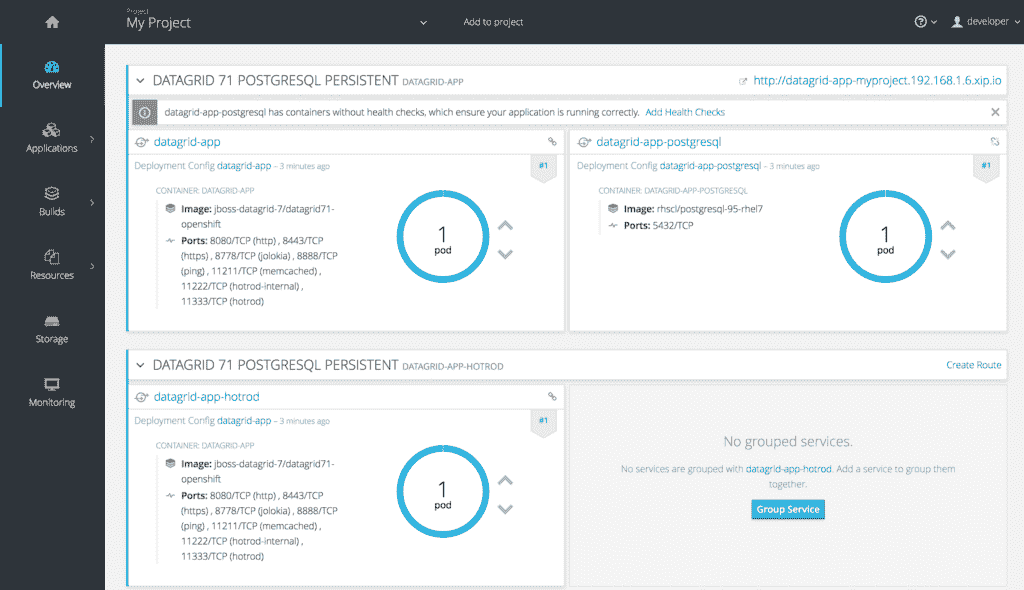 Project
My Project
Add to project
developer
Overview
Applications
Builds
Resources
Storage
Monitoring
DATAGRID 71 POSTGRESQL PERSISTENT DATAGRID-APP
http://datagrid-app-myproject.192.168.1.6.xip.io
datagrid-app-postgresql has containers without health checks, which ensure your application is running correctly. Add Health Checks
datagrid-app
Deployment Config datagrid-app – 3 minutes ago
#1
CONTAINER: DATAGRID-APP
Image: jboss-datagrid-7/datagrid71-
openshift
Ports: 8080/TCP (http) , 8443/TCP
(https) , 8778/TCP (jolokia) , 8888/TCP
(ping) , 11211/TCP (memcached) ,
11222/TCP (hotrod-internal) ,
11333/TCP (hotrod)
1
pod
datagrid-app-postgresql
Deployment Config datagrid-app-postgresql – 3 minutes ago
#1
CONTAINER: DATAGRID-APP-POSTGRESQL
Image: rhscl/postgresql-95-rhel7
Ports: 5432/TCP
1
pod
DATAGRID 71 POSTGRESQL PERSISTENT DATAGRID-APP-HOTROD
Create Route
datagrid-app-hotrod
Deployment Config datagrid-app – 3 minutes ago
#1
CONTAINER: DATAGRID-APP
Image: jboss-datagrid-7/datagrid71-
openshift
Ports: 8080/TCP (http) , 8443/TCP
(https) , 8778/TCP (jolokia) , 8888/TCP
(ping) , 11211/TCP (memcached) ,
11222/TCP (hotrod-internal) ,
11333/TCP (hotrod)
1
pod
No grouped services.
No services are grouped with datagrid-app-hotrod. Add a service to group them
together.
Group Service